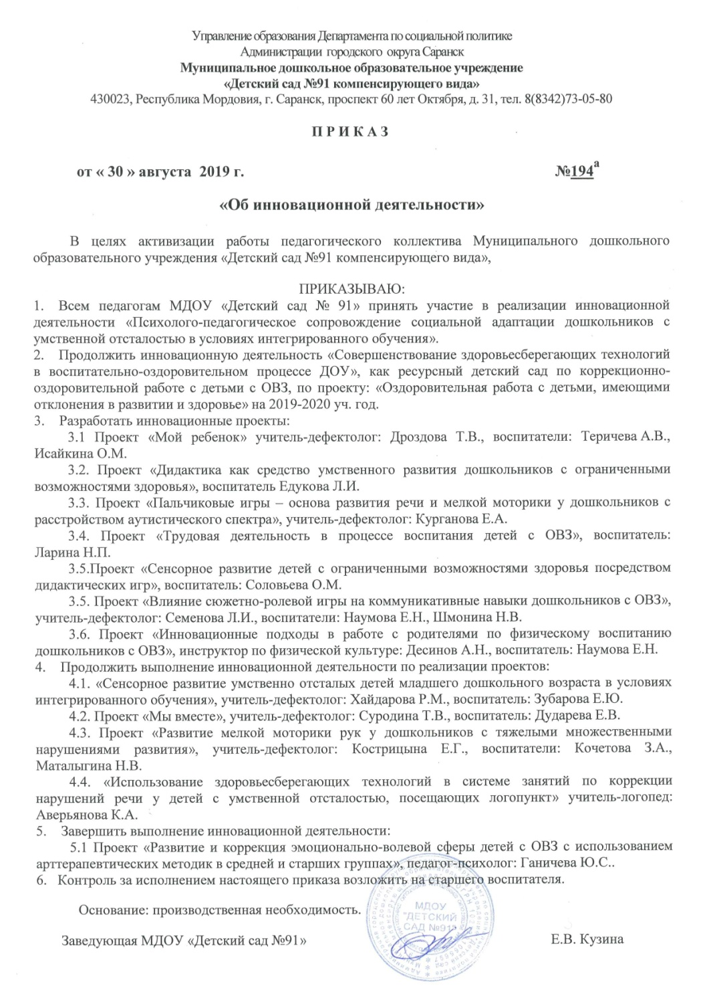 Управление образования Департамента по социальной политике
Администрации городского округа Саранск
Муниципальное дошкольное образовательное учреждение
«Детский сад №91 компенсирующего вида»
430023, Республика Мордовия, г. Саранск, проспект 60 лет Октября, д. 31, тел. 8(8342)73-05-80
П Р И К А З
от « 30 » августа 2019 г. №194а
«Об инновационной деятельности»
В целях активизации работы педагогического коллектива Муниципального дошкольного
образовательного учреждения «Детский сад №91 компенсирующего вида»,
ПРИКАЗЫВАЮ:
1. Всем педагогам МДОУ «Детский сад № 91» принять участие в реализации инновационной
деятельности «Психолого-педагогическое сопровождение социальной адаптации дошкольников с
умственной отсталостью в условиях интегрированного обучения».
2. Продолжить инновационную деятельность «Совершенствование здоровьесберегающих технологий
в воспитательно-оздоровительном процессе ДОУ», как ресурсный детский сад по коррекционно-
оздоровительной работе с детьми с ОВЗ, по проекту: «Оздоровительная работа с детьми, имеющими
отклонения в развитии и здоровье» на 2019-2020 уч. год.
3. Разработать инновационные проекты:
3.1 Проект «Мой ребенок» учитель-дефектолог: Дроздова Т.В., воспитатели: Теричева А.В.,
Исайкина О.М.
3.2. Проект «Дидактика как средство умственного развития дошкольников с ограниченными
возможностями здоровья», воспитатель Едукова Л.И.
3.3. Проект «Пальчиковые игры – основа развития речи и мелкой моторики у дошкольников с
расстройством аутистического спектра», учитель-дефектолог: Курганова Е.А.
3.4. Проект «Трудовая деятельность в процессе воспитания детей с ОВЗ», воспитатель:
Ларина Н.П.
3.5.Проект «Сенсорное развитие детей с ограниченными возможностями здоровья посредством
дидактических игр», воспитатель: Соловьева О.М.
3.5. Проект «Влияние сюжетно-ролевой игры на коммуникативные навыки дошкольников с ОВЗ»,
учитель-дефектолог: Семенова Л.И., воспитатели: Наумова Е.Н., Шмонина Н.В.
3.6. Проект «Инновационные подходы в работе с родителями по физическому воспитанию
дошкольников с ОВЗ», инструктор по физической культуре: Десинов А.Н., воспитатель: Наумова Е.Н.
4. Продолжить выполнение инновационной деятельности по реализации проектов:
4.1. «Сенсорное развитие умственно отсталых детей младшего дошкольного возраста в условиях
интегрированного обучения», учитель-дефектолог: Хайдарова Р.М., воспитатель: Зубарова Е.Ю.
4.2. Проект «Мы вместе», учитель-дефектолог: Суродина Т.В., воспитатель: Дударева Е.В.
4.3. Проект «Развитие мелкой моторики рук у дошкольников с тяжелыми множественными
нарушениями развития», учитель-дефектолог: Кострицына Е.Г., воспитатели: Кочетова З.А.,
Маталыгина Н.В.
4.4. «Использование здоровьесберегающих технологий в системе занятий по коррекции
нарушений речи у детей с умственной отсталостью, посещающих логопункт» учитель-логопед:
Аверьянова К.А.
5. Завершить выполнение инновационной деятельности:
5.1 Проект «Развитие и коррекция эмоционально-волевой сферы детей с ОВЗ с использованием
арттерапевтических методик в средней и старших группах», педагог-психолог: Ганичева Ю.С..
6. Контроль за исполнением настоящего приказа возложить на старшего воспитателя.
Основание: производственная необходимость.
МДОУ
"ДЕТСКИЙ
САД №91"
Заведующая МДОУ «Детский сад №91» Е.В. Кузина